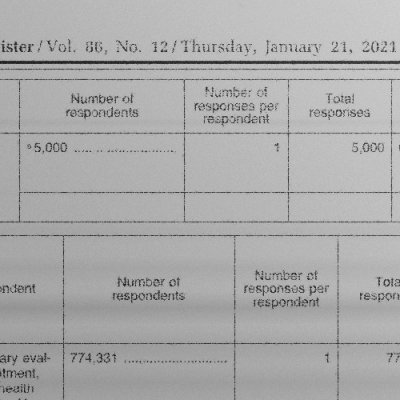 ister / Vol. 86, No. 12 / Thursday, January 21, 2021
Number of
respondents
Number of
responses per
respondent
Total
responses
5,000 .................................
1
5,000
ndent
Number of
respondents
Number of
responses per
respondent
Tota
respon
ary eval-
tment,
health
774,331 .................................
1
77